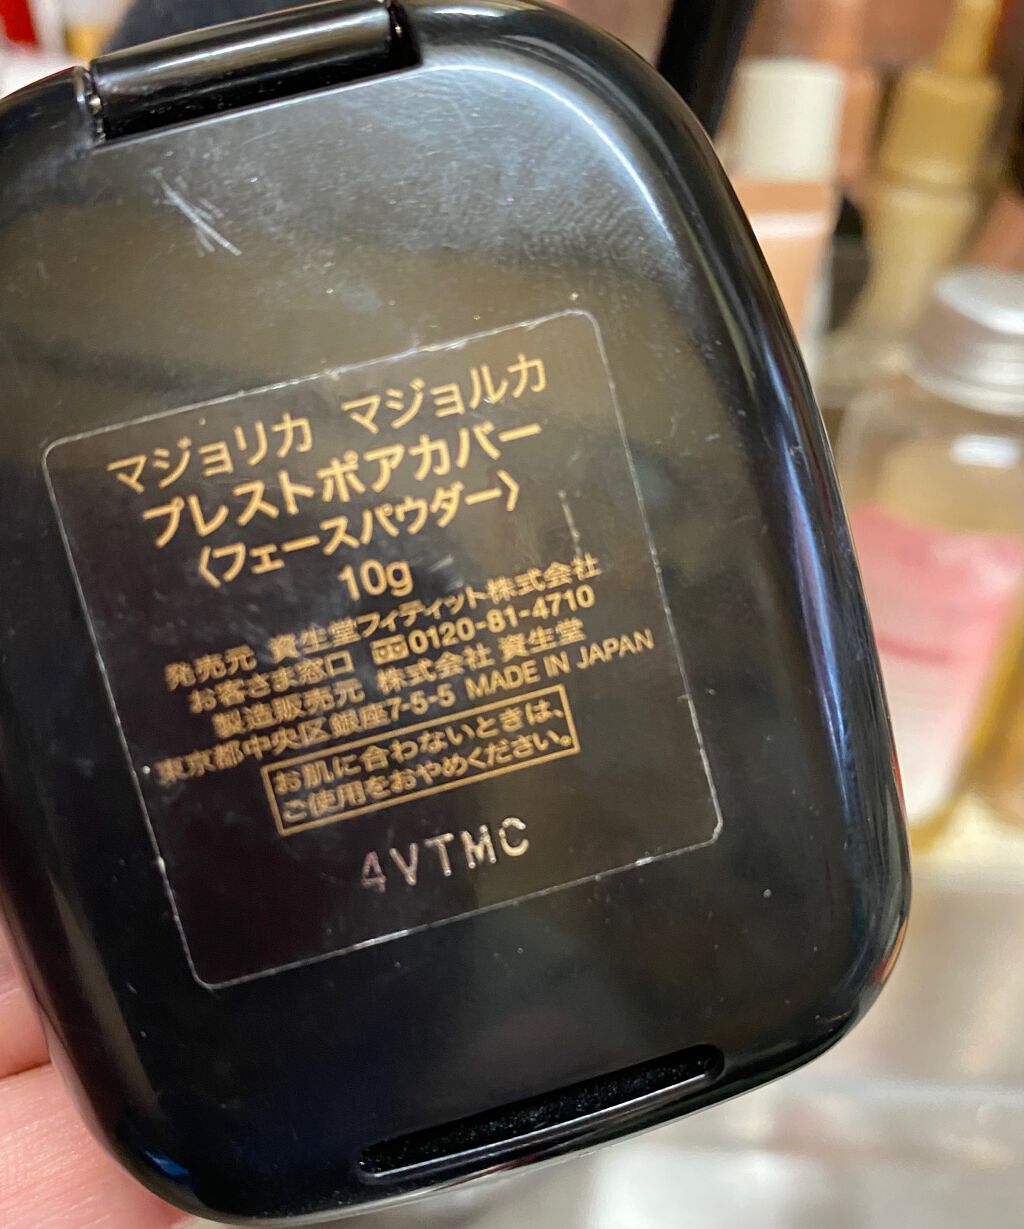 マジョリカ マジョルカ
プレストポアカバー
〈フェースパウダー〉
10g
発売元 資生堂フィティット株式会社
お客さま窓口 0120-81-4710
製造販売元 株式会社 資生堂
東京都中央区銀座7-5-5 MADE IN JAPAN
お肌に合わないときは、
ご使用をおやめください。
4VTMC